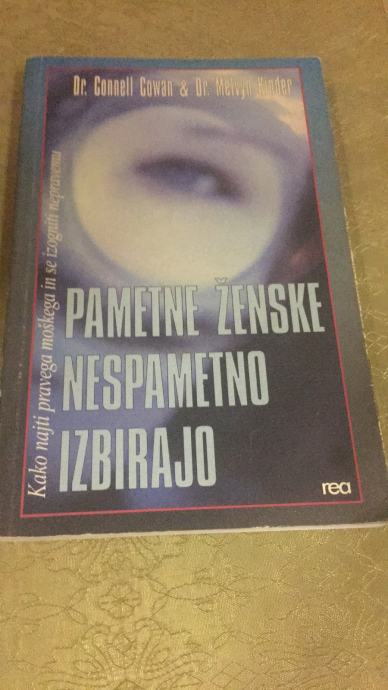 Dr. Connell Cowan & Dr. Melvyn Kinder
Kako najti pravega moškega in se izogniti nepravemu
PAMETNE ŽENSKE
NESPAMETNO
IZBIRAJO
rea